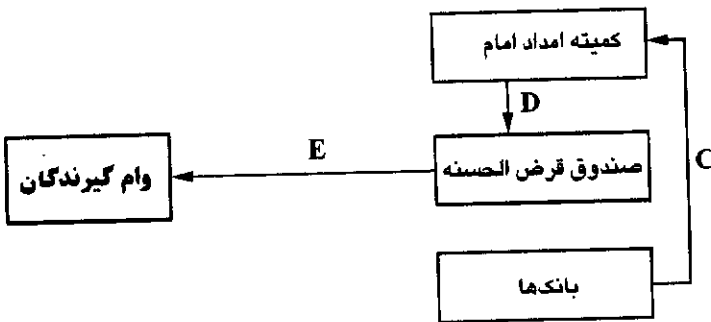 کمیته امداد امام
D
صندوق قرض الحسنه
E
وام گیرندگان
C
بانک‌ها